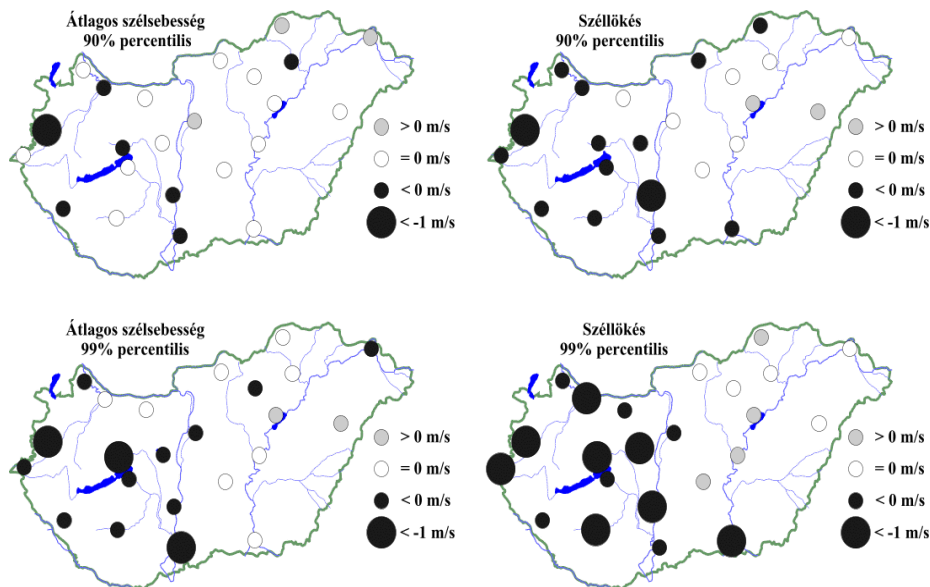 Átlagos szélsebesség
90% percentilis
> 0 m/s
= 0 m/s
< 0 m/s
< -1 m/s
Széllökés
90% percentilis
> 0 m/s
= 0 m/s
< 0 m/s
< -1 m/s
Átlagos szélsebesség
99% percentilis
> 0 m/s
= 0 m/s
< 0 m/s
< -1 m/s
Széllökés
99% percentilis
> 0 m/s
= 0 m/s
< 0 m/s
< -1 m/s